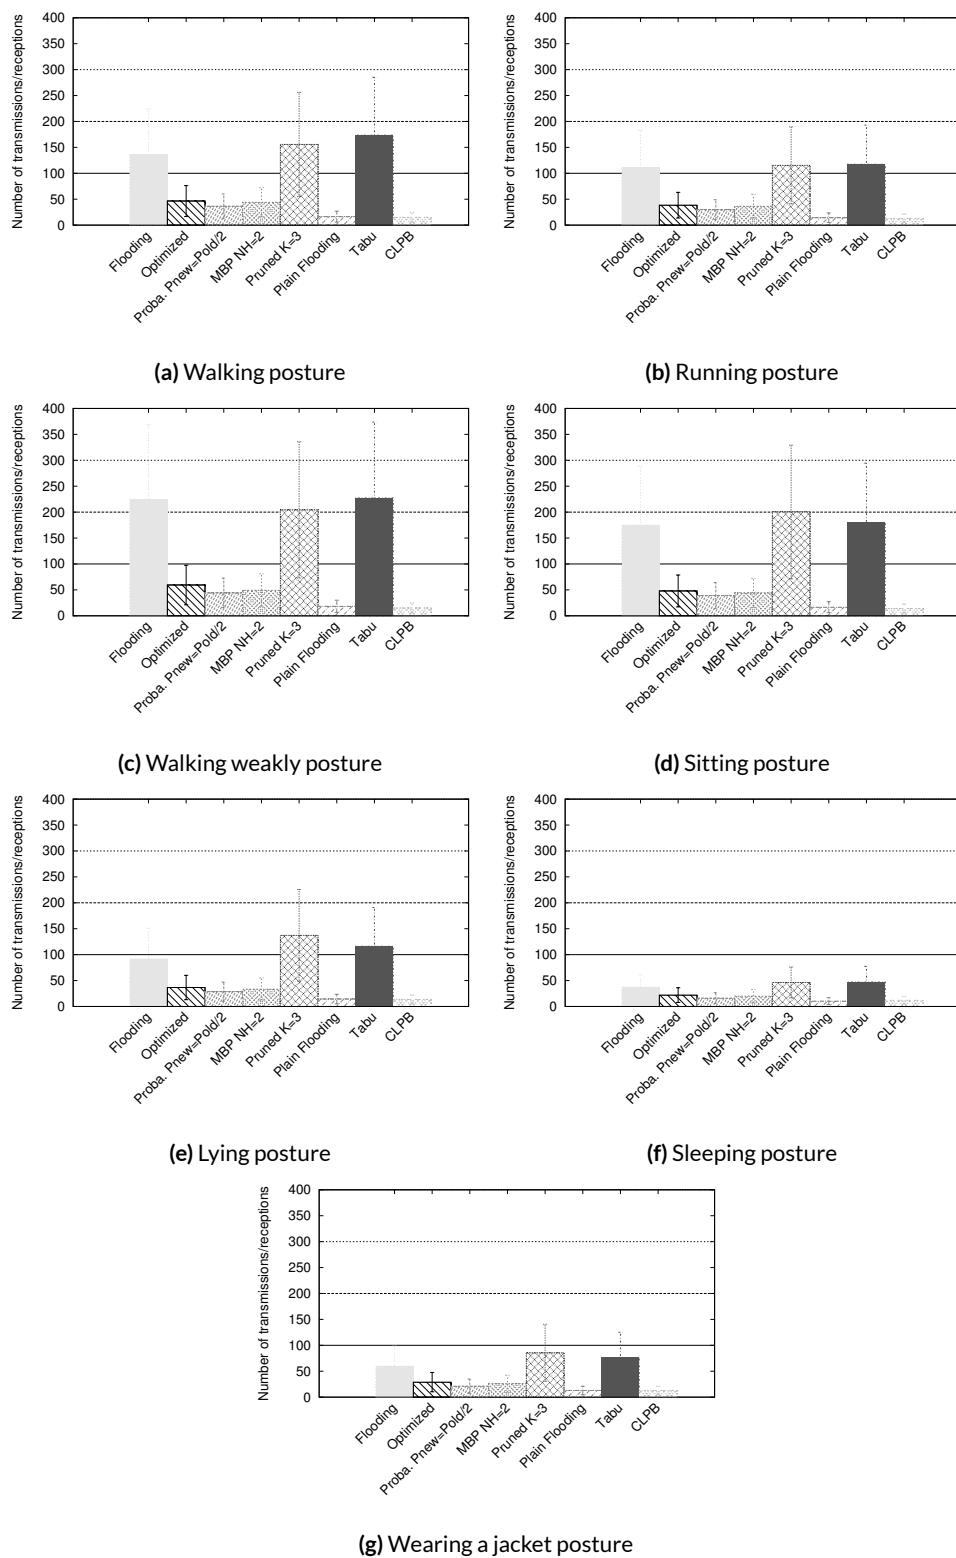 400
350
300
250
200
150
100
50
0
Number of transmissions/receptions
Flooding
Optimized
Proba. Pnew=Pold/2
MBP NH=2
Pruned K=3
Plain Flooding
Tabu
CLPB
(a) Walking posture
400
350
300
250
200
150
100
50
0
Number of transmissions/receptions
Flooding
Optimized
Proba. Pnew=Pold/2
MBP NH=2
Pruned K=3
Plain Flooding
Tabu
CLPB
(b) Running posture
400
350
300
250
200
150
100
50
0
Number of transmissions/receptions
Flooding
Optimized
Proba. Pnew=Pold/2
MBP NH=2
Pruned K=3
Plain Flooding
Tabu
CLPB
(c) Walking weakly posture
400
350
300
250
200
150
100
50
0
Number of transmissions/receptions
Flooding
Optimized
Proba. Pnew=Pold/2
MBP NH=2
Pruned K=3
Plain Flooding
Tabu
CLPB
(d) Sitting posture
400
350
300
250
200
150
100
50
0
Number of transmissions/receptions
Flooding
Optimized
Proba. Pnew=Pold/2
MBP NH=2
Pruned K=3
Plain Flooding
Tabu
CLPB
(e) Lying posture
400
350
300
250
200
150
100
50
0
Number of transmissions/receptions
Flooding
Optimized
Proba. Pnew=Pold/2
MBP NH=2
Pruned K=3
Plain Flooding
Tabu
CLPB
(f) Sleeping posture
400
350
300
250
200
150
100
50
0
Number of transmissions/receptions
Flooding
Optimized
Proba. Pnew=Pold/2
MBP NH=2
Pruned K=3
Plain Flooding
Tabu
CLPB
(g) Wearing a jacket posture